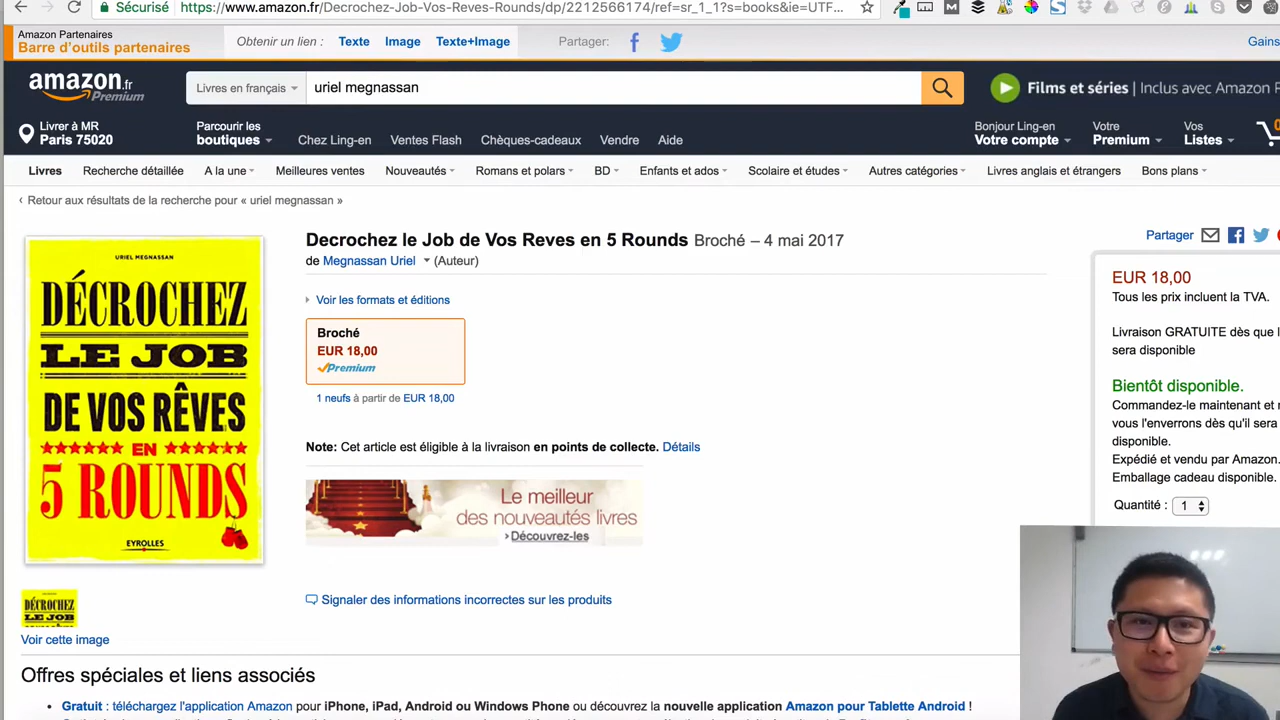 Sécurisé https://www.amazon.fr/Decrochez-Job-Vos-Reves-Rounds/dp/2212566174/ref=sr_1_1?s=books&ie=UTF...
Amazon Partenaires
Barre d'outils partenaires
Obtenir un lien : Texte Image Texte+Image Partager:
Gains
amazon.fr
Premium
Livres en français uriel megnassan
Films et séries | Inclus avec Amazon P
Livrer à MR
Paris 75020
Parcourir les
boutiques
Chez Ling-en Ventes Flash Chèques-cadeaux Vendre Aide
Bonjour Ling-en
Votre compte
Votre
Premium
Vos
Listes
0
Livres Recherche détaillée A la une Meilleures ventes Nouveautés Romans et polars BD Enfants et ados Scolaire et études Autres catégories Livres anglais et étrangers Bons plans
‹ Retour aux résultats de la recherche pour « uriel megnassan »
URIEL MEGNASSAN
DÉCROCHEZ
LE JOB
DE VOS RÊVES
EN
5 ROUNDS
EYROLLES
DÉCROCHEZ
LE JOB
Voir cette image
Decrochez le Job de Vos Reves en 5 Rounds Broché – 4 mai 2017
de Megnassan Uriel (Auteur)
Voir les formats et éditions
Broché
EUR 18,00
Premium
1 neufs à partir de EUR 18,00
Note: Cet article est éligible à la livraison en points de collecte. Détails
Le meilleur
des nouveautés livres
› Découvrez-les
Signaler des informations incorrectes sur les produits
Partager
EUR 18,00
Tous les prix incluent la TVA.
Livraison GRATUITE dès que l
sera disponible
Bientôt disponible.
Commandez-le maintenant et n
vous l'enverrons dès qu'il sera
disponible.
Expédié et vendu par Amazon.
Emballage cadeau disponible.
Quantité : 1
Offres spéciales et liens associés
• Gratuit : téléchargez l'application Amazon pour iPhone, iPad, Android ou Windows Phone ou découvrez la nouvelle application Amazon pour Tablette Android !